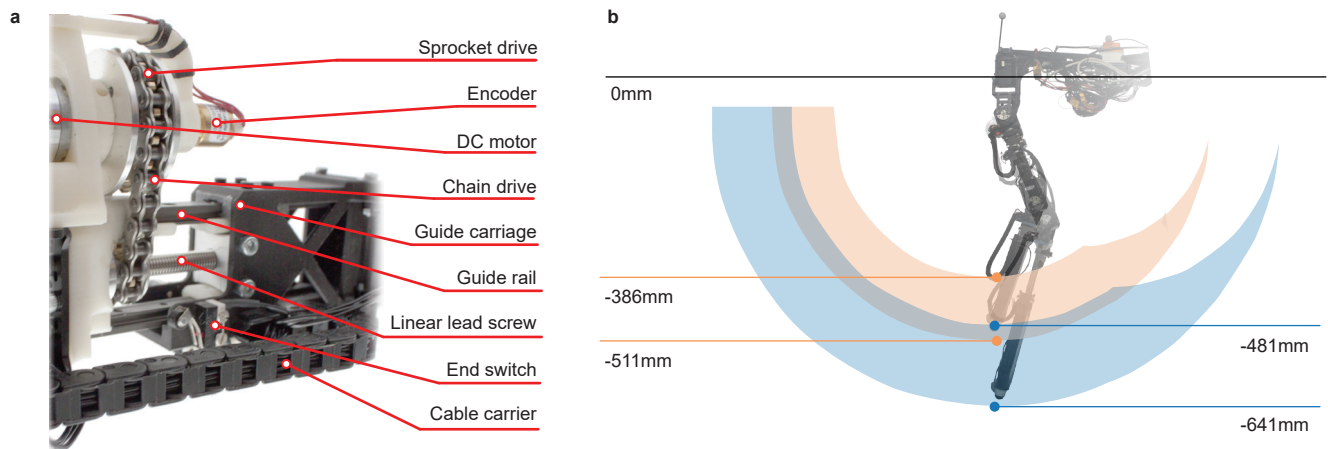 a
Sprocket drive
Encoder
DC motor
Chain drive
Guide carriage
Guide rail
Linear lead screw
End switch
Cable carrier
b
0mm
-386mm
-511mm
-481mm
-641mm